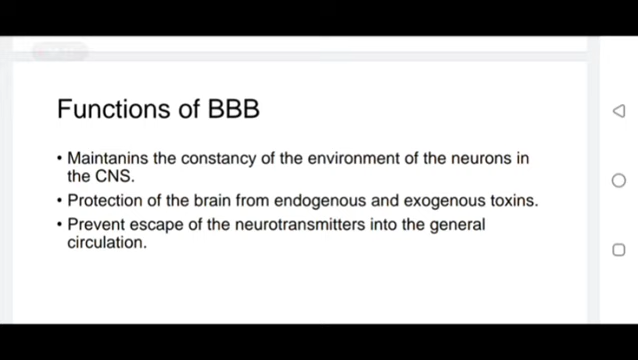 Functions of BBB
• Maintanins the constancy of the environment of the neurons in
the CNS.
• Protection of the brain from endogenous and exogenous toxins.
• Prevent escape of the neurotransmitters into the general
circulation.